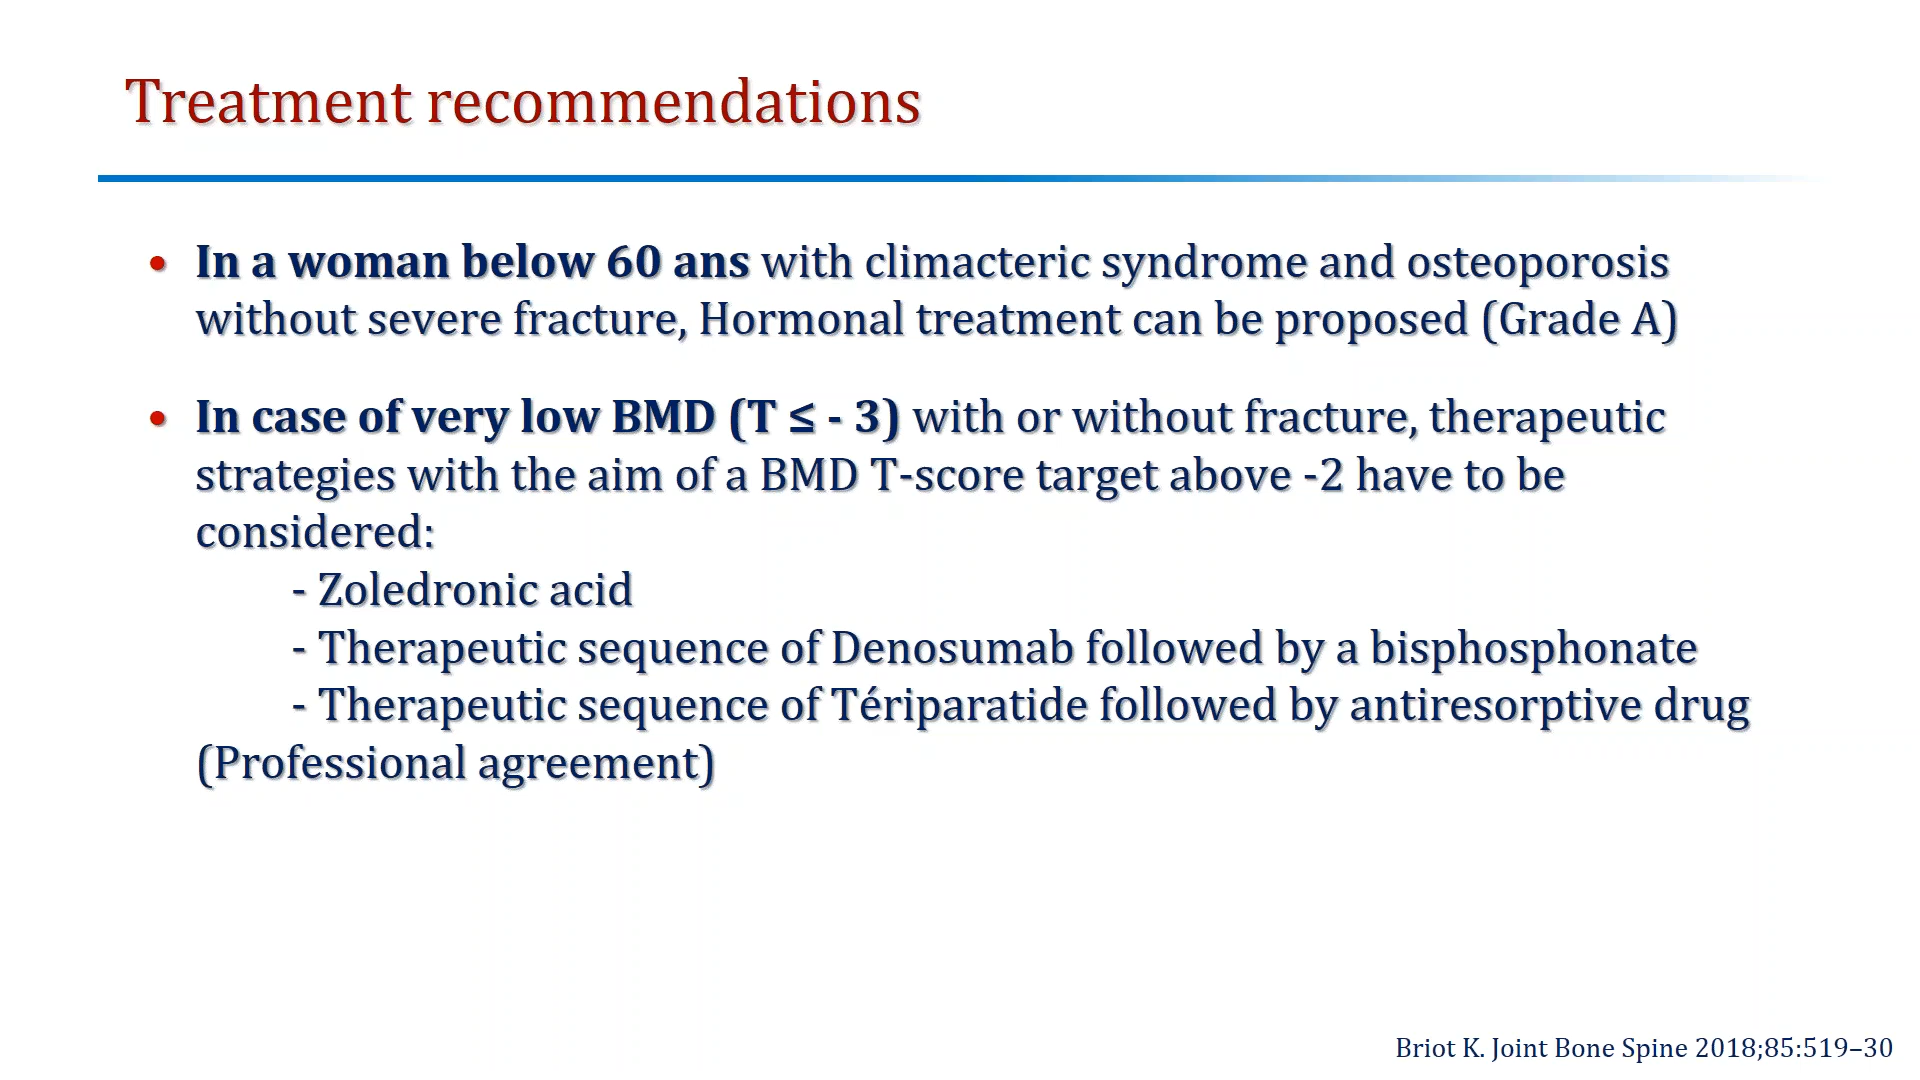 Treatment recommendations
• In a woman below 60 ans with climacteric syndrome and osteoporosis
without severe fracture, Hormonal treatment can be proposed (Grade A)
• In case of very low BMD (T ≤ - 3) with or without fracture, therapeutic
strategies with the aim of a BMD T-score target above -2 have to be
considered:
- Zoledronic acid
- Therapeutic sequence of Denosumab followed by a bisphosphonate
- Therapeutic sequence of Tériparatide followed by antiresorptive drug
(Professional agreement)
Briot K. Joint Bone Spine 2018;85:519–30